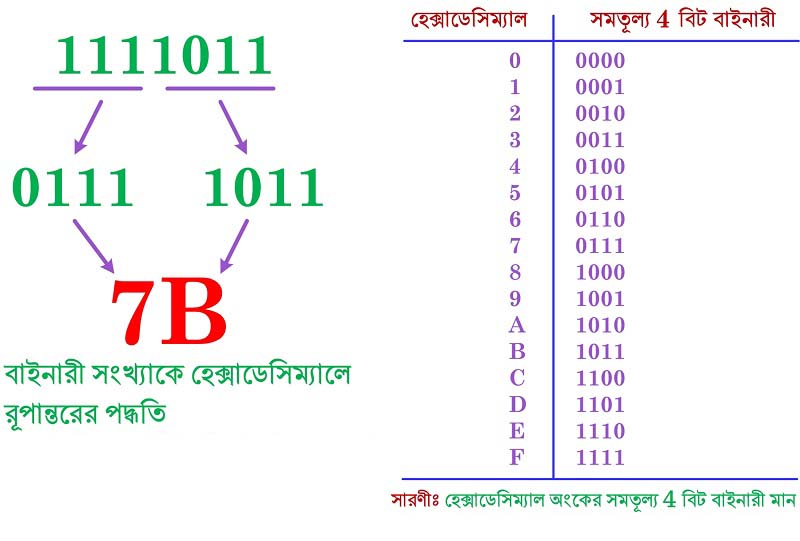 1111011
0111 1011
7B
বাইনারী সংখ্যাকে হেক্সাডেসিম্যালে
রূপান্তরের পদ্ধতি
হেক্সাডেসিম্যাল সমতূল্য 4 বিট বাইনারী
0 0000
1 0001
2 0010
3 0011
4 0100
5 0101
6 0110
7 0111
8 1000
9 1001
A 1010
B 1011
C 1100
D 1101
E 1110
F 1111
সারণীঃ হেক্সাডেসিম্যাল অংকের সমতূল্য 4 বিট বাইনারী মান